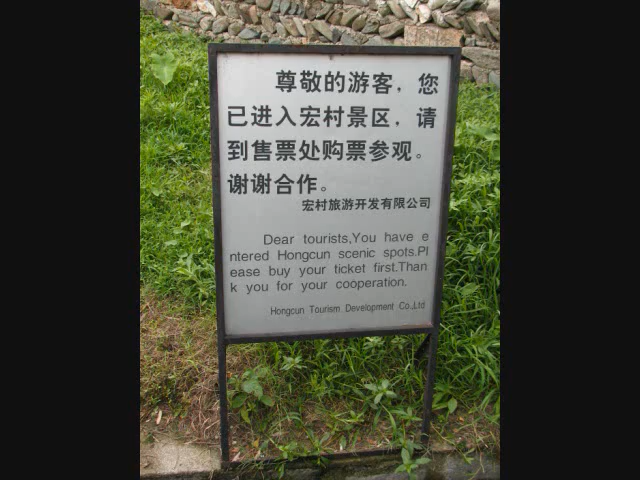 尊敬的游客，您
已进入宏村景区，请
到售票处购票参观。
谢谢合作。
宏村旅游开发有限公司
Dear tourists,You have e
ntered Hongcun scenic spots.Pl
ease buy your ticket first.Than
k you for your cooperation.
Hongcun Tourism Development Co.,Ltd